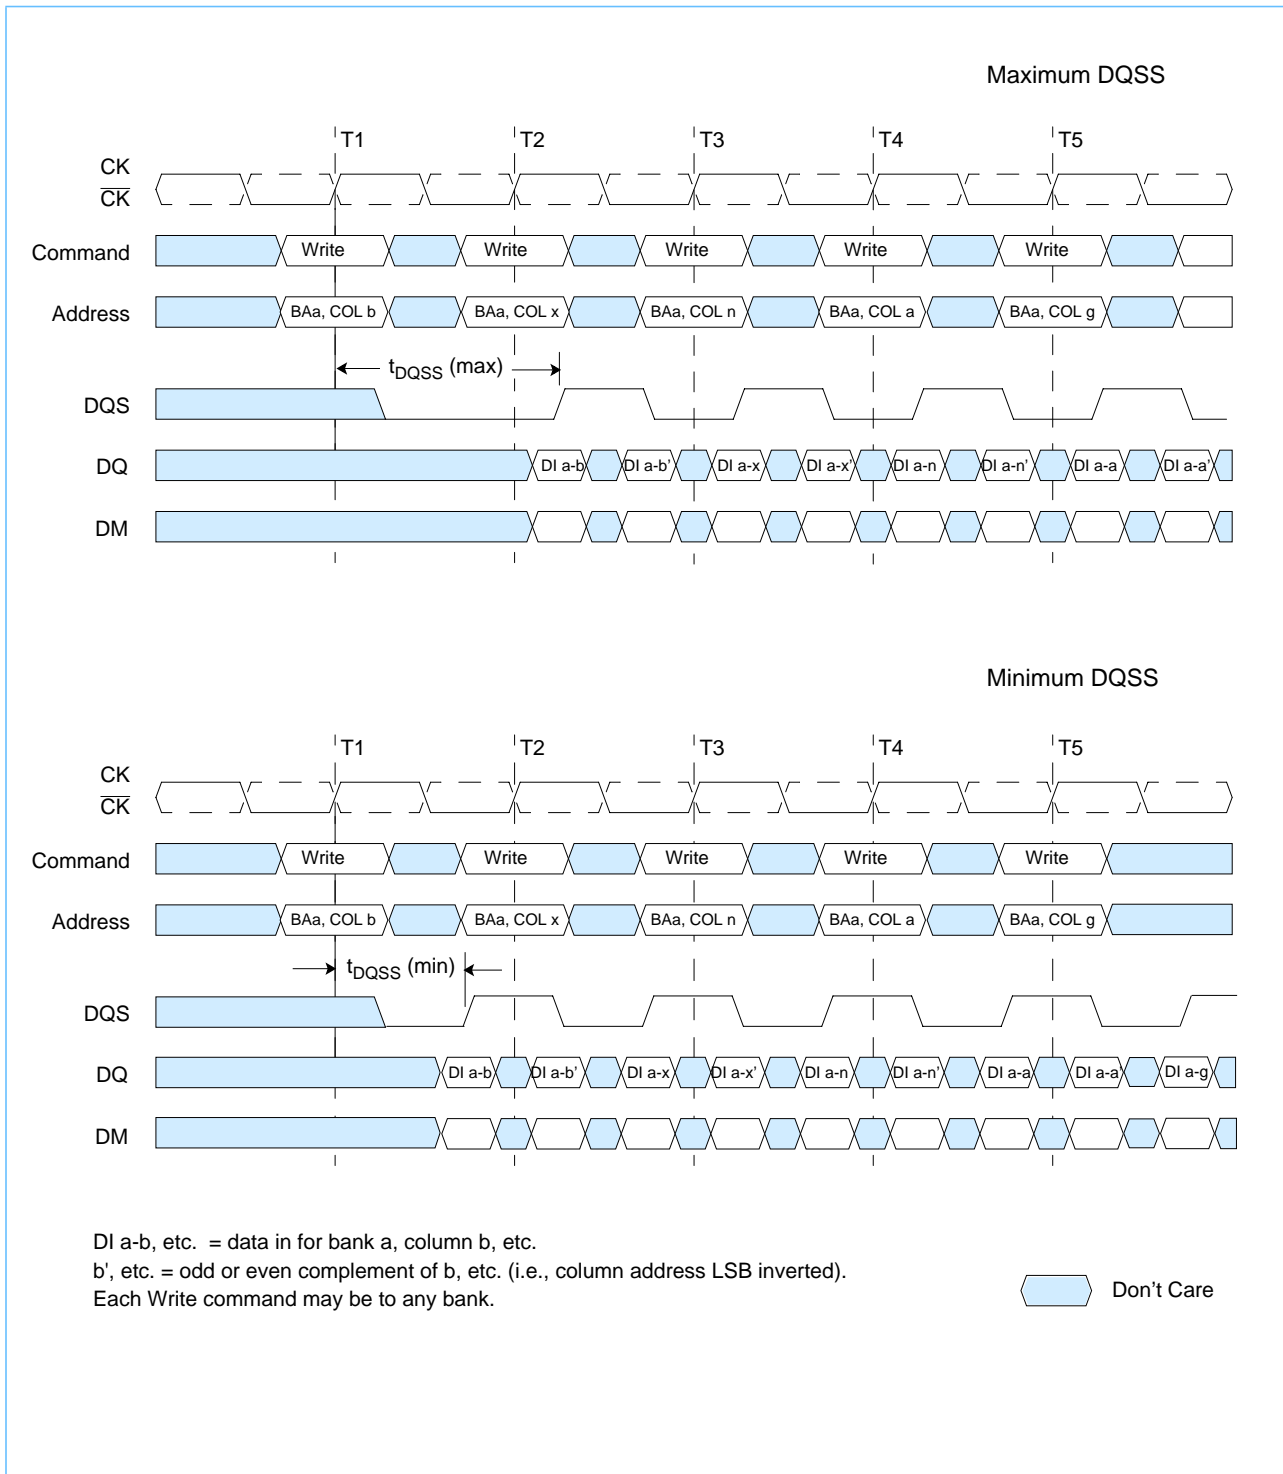 Maximum DQSS
T1 T2 T3 T4 T5
CK
CK
Command Write Write Write Write Write
Address BAa, COL b BAa, COL x BAa, COL n BAa, COL a BAa, COL g
tDQSS (max)
DQS
DQ DI a-b DI a-b’ DI a-x DI a-x’ DI a-n DI a-n’ DI a-a DI a-a’
DM
Minimum DQSS
T1 T2 T3 T4 T5
CK
CK
Command Write Write Write Write Write
Address BAa, COL b BAa, COL x BAa, COL n BAa, COL a BAa, COL g
tDQSS (min)
DQS
DQ DI a-b DI a-b’ DI a-x DI a-x’ DI a-n DI a-n’ DI a-a DI a-a’ DI a-g
DM
DI a-b, etc. = data in for bank a, column b, etc.
b', etc. = odd or even complement of b, etc. (i.e., column address LSB inverted).
Each Write command may be to any bank.
Don't Care